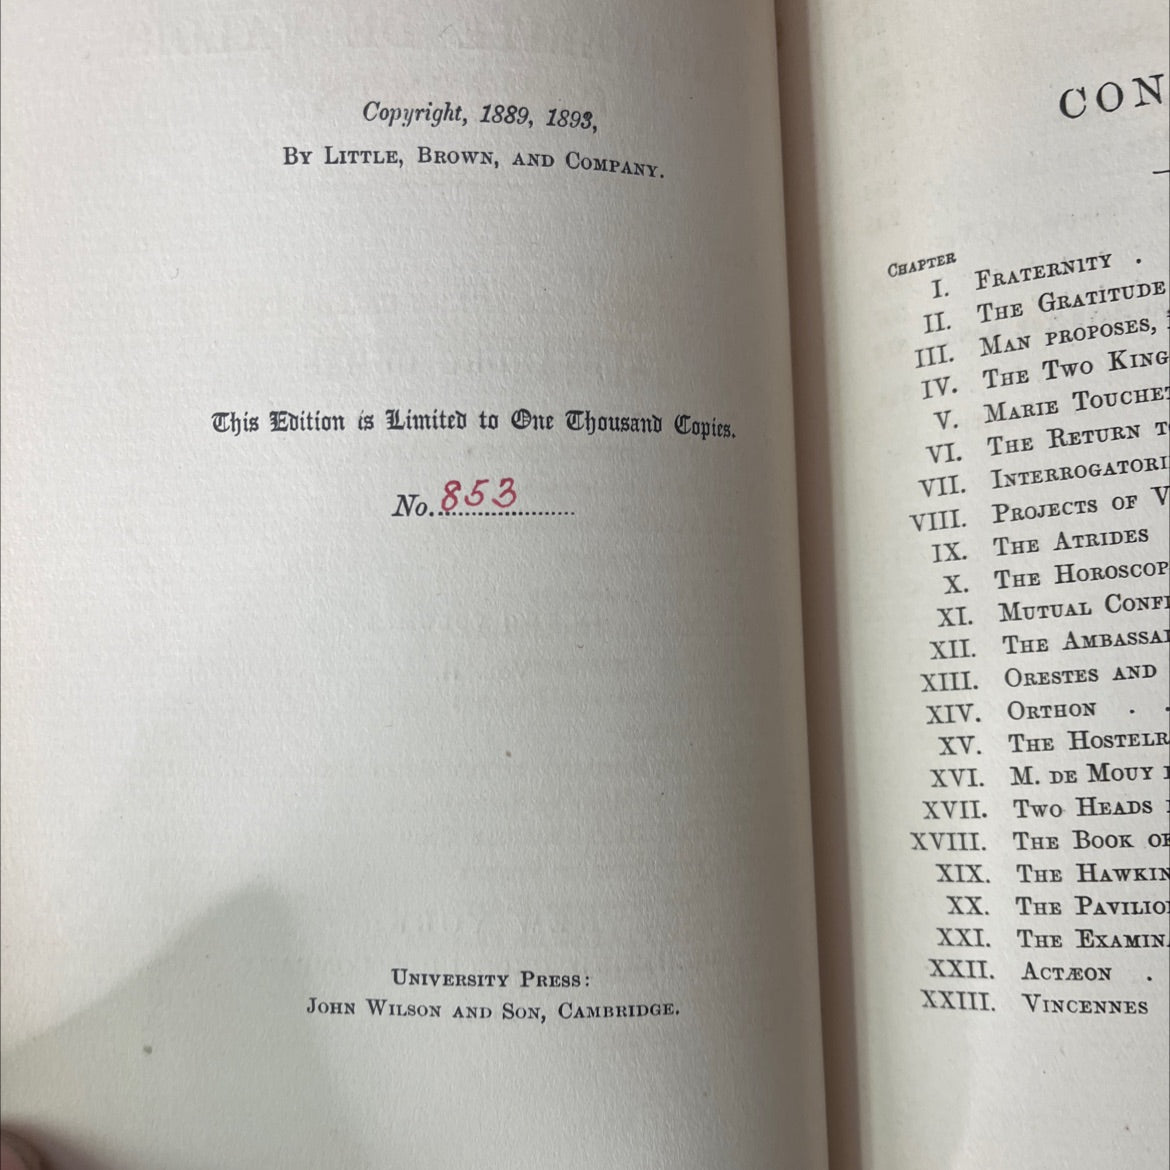 Copyright, 1889, 1893,
By Little, Brown, and Company.
This Edition is Limited to One Thousand Copies.
No. 853
University Press:
John Wilson and Son, Cambridge.
CON
Chapter
I. Fraternity .
II. The Gratitude
III. Man proposes,
IV. The Two King
V. Marie Touchet
VI. The Return
VII. Interrogatori
VIII. Projects of V
IX. The Atrides
X. The Horoscop
XI. Mutual Conf
XII. The Ambassa
XIII. Orestes and
XIV. Orthon . .
XV. The Hostelr
XVI. M. de Mouy
XVII. Two Heads
XVIII. The Book of
XIX. The Hawkin
XX. The Pavilio
XXI. The Examin
XXII. Actæon .
XXIII. Vincennes